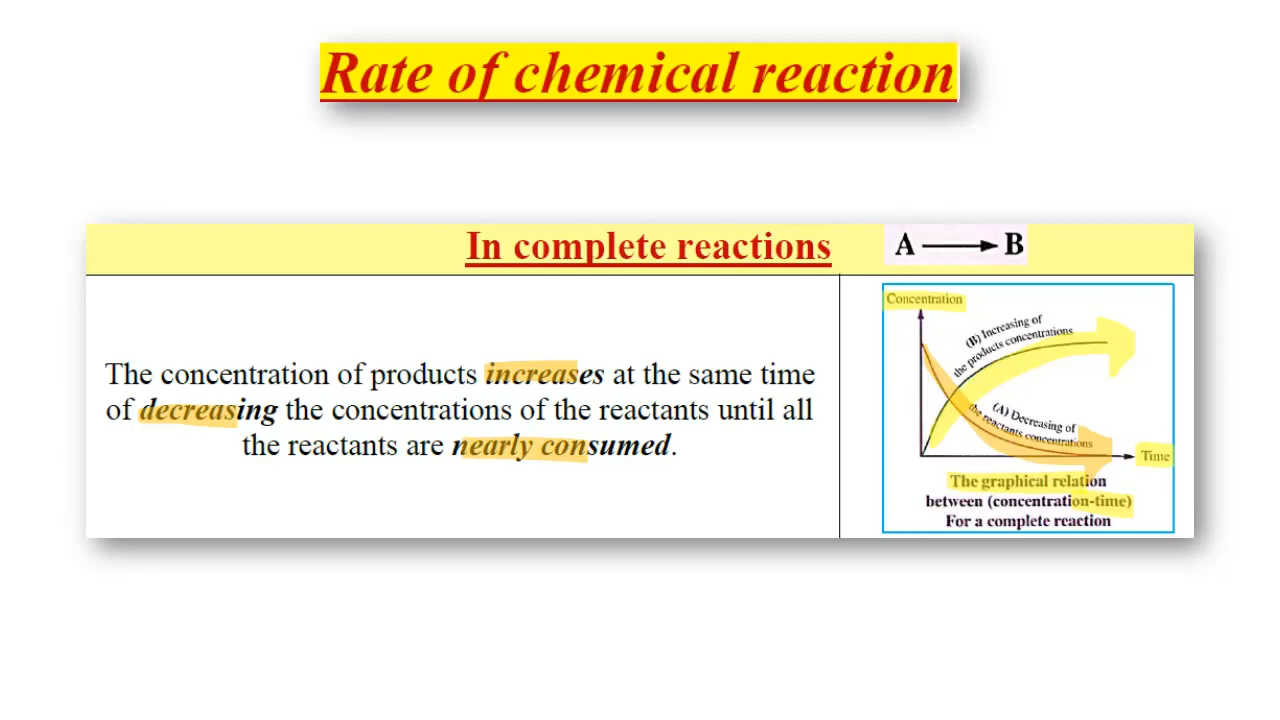 Rate of chemical reaction
In complete reactions
A → B
The concentration of products increases at the same time
of decreasing the concentrations of the reactants until all
the reactants are nearly consumed.
Concentration
(B) Increasing of
the products concentrations
(A) Decreasing of
the reactants concentrations
Time
The graphical relation
between (concentration-time)
For a complete reaction